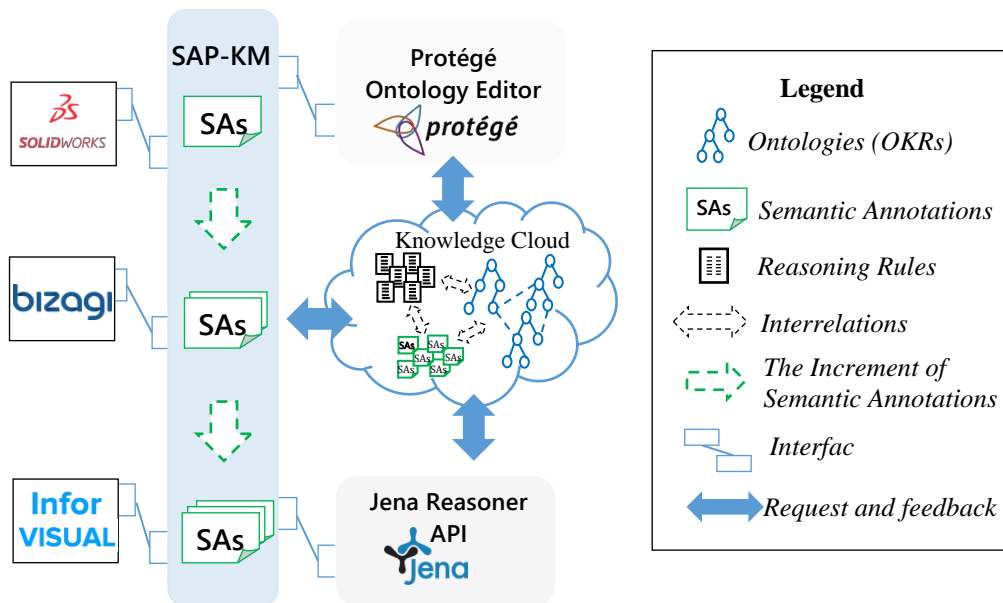 SAP-KM
SAs
SAs
SAs
SOLIDWORKS
bizagi
Infor
VISUAL
Protégé
Ontology Editor
protégé
Knowledge Cloud
SAs
SAs
SAs
SAs
SAs
SAs
Jena Reasoner
API
Jena
Legend
Ontologies (OKRs)
SAs
Semantic Annotations
Reasoning Rules
Interrelations
The Increment of
Semantic Annotations
Interfac
Request and feedback